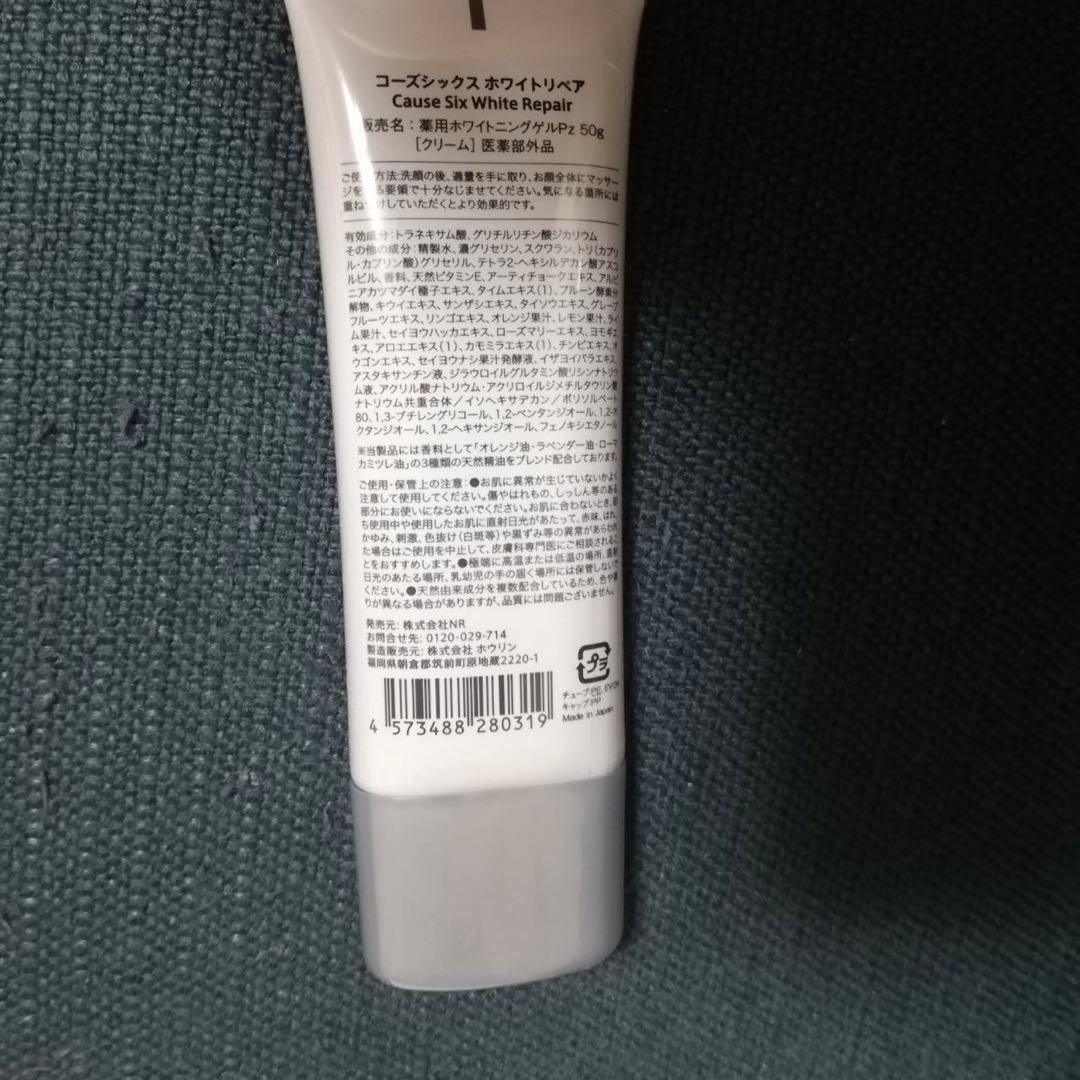 コーズシックス ホワイトリペア
Cause Six White Repair
販売名：薬用ホワイトニングゲルPz 50g
［クリーム］医薬部外品
ご使 方法:洗顔の後、適量を手に取り、お顔全体にマッサー
ジを る要領で十分なじませてください。気になる箇所には
重ね けしていただくとより効果的です。
有効成分：トラネキサム酸、グリチルリチン酸ジカリウム
その他の成分：精製水、濃グリセリン、スクワラン、トリ(カプリ
ル・カプリン酸)グリセリル、テトラ2-ヘキシルデカン酸アスコ
ルビル、香料、天然ビタミンE、アーティチョークエキス、アルピ
ニアカツマダイ種子エキス、タイムエキス(1)、プルーン酵素分
解物、キウイエキス、サンザシエキス、タイソウエキス、グレープ
フルーツエキス、リンゴエキス、オレンジ果汁、レモン果汁、ライ
ム果汁、セイヨウハッカエキス、ローズマリーエキス、ヨモギエ
キス、アロエエキス(1)、カモミラエキス(1)、チンピエキス、オ
ウゴンエキス、セイヨウナシ果汁発酵液、イザヨイバラエキス、
アスタキサンチン液、ジラウロイルグルタミン酸リシンナトリウ
ム液、アクリル酸ナトリウム・アクリロイルジメチルタウリン酸
ナトリウム共重合体／イソヘキサデカン／ポリソルベート
80、1,3-ブチレングリコール、1,2-ペンタンジオール、1,2-オ
クタンジオール、1,2-ヘキサンジオール、フェノキシエタノール
※当製品には香料として「オレンジ油・ラベンダー油・ローマ
カミツレ油」の3種類の天然精油をブレンド配合しております。
ご使用・保管上の注意：●お肌に異常が生じていないかよく
注意して使用してください。傷やはれもの、しっしん等のある
部分にお使いにならないでください。お肌に合わないとき、即
ち使用中や使用したお肌に直射日光があたって、赤味、はれ、
かゆみ、刺激、色抜け(白斑等)や黒ずみ等の異常があらわれ
た場合はご使用を中止して、皮膚科専門医にご相談されるこ
とをおすすめします。●極端に高温または低温の場所、直射
日光のあたる場所、乳幼児の手の届く場所には保管しないで
ください。●天然由来成分を複数配合しているため、色や香
りが異なる場合がありますが、品質には問題ございません。
発売元：株式会社NR
お問合せ先：0120-029-714
製造販売元：株式会社 ホウリン
福岡県朝倉郡筑前町原地蔵2220-1
プラ
チューブ:PE、EVOH
キャップ:PP
Made in Japan
4 573488 280319